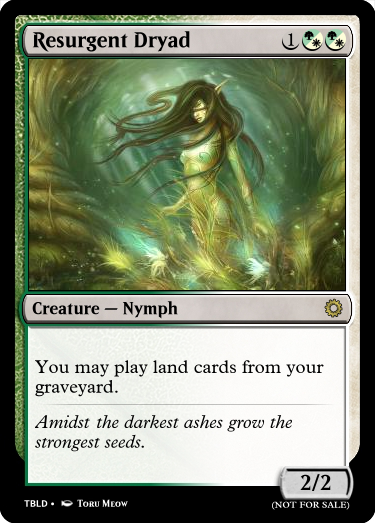 Resurgent Dryad 1
Creature — Nymph
You may play land cards from your
graveyard.
Amidst the darkest ashes grow the
strongest seeds.
2/2
TBLD • Toru Meow
(NOT FOR SALE)